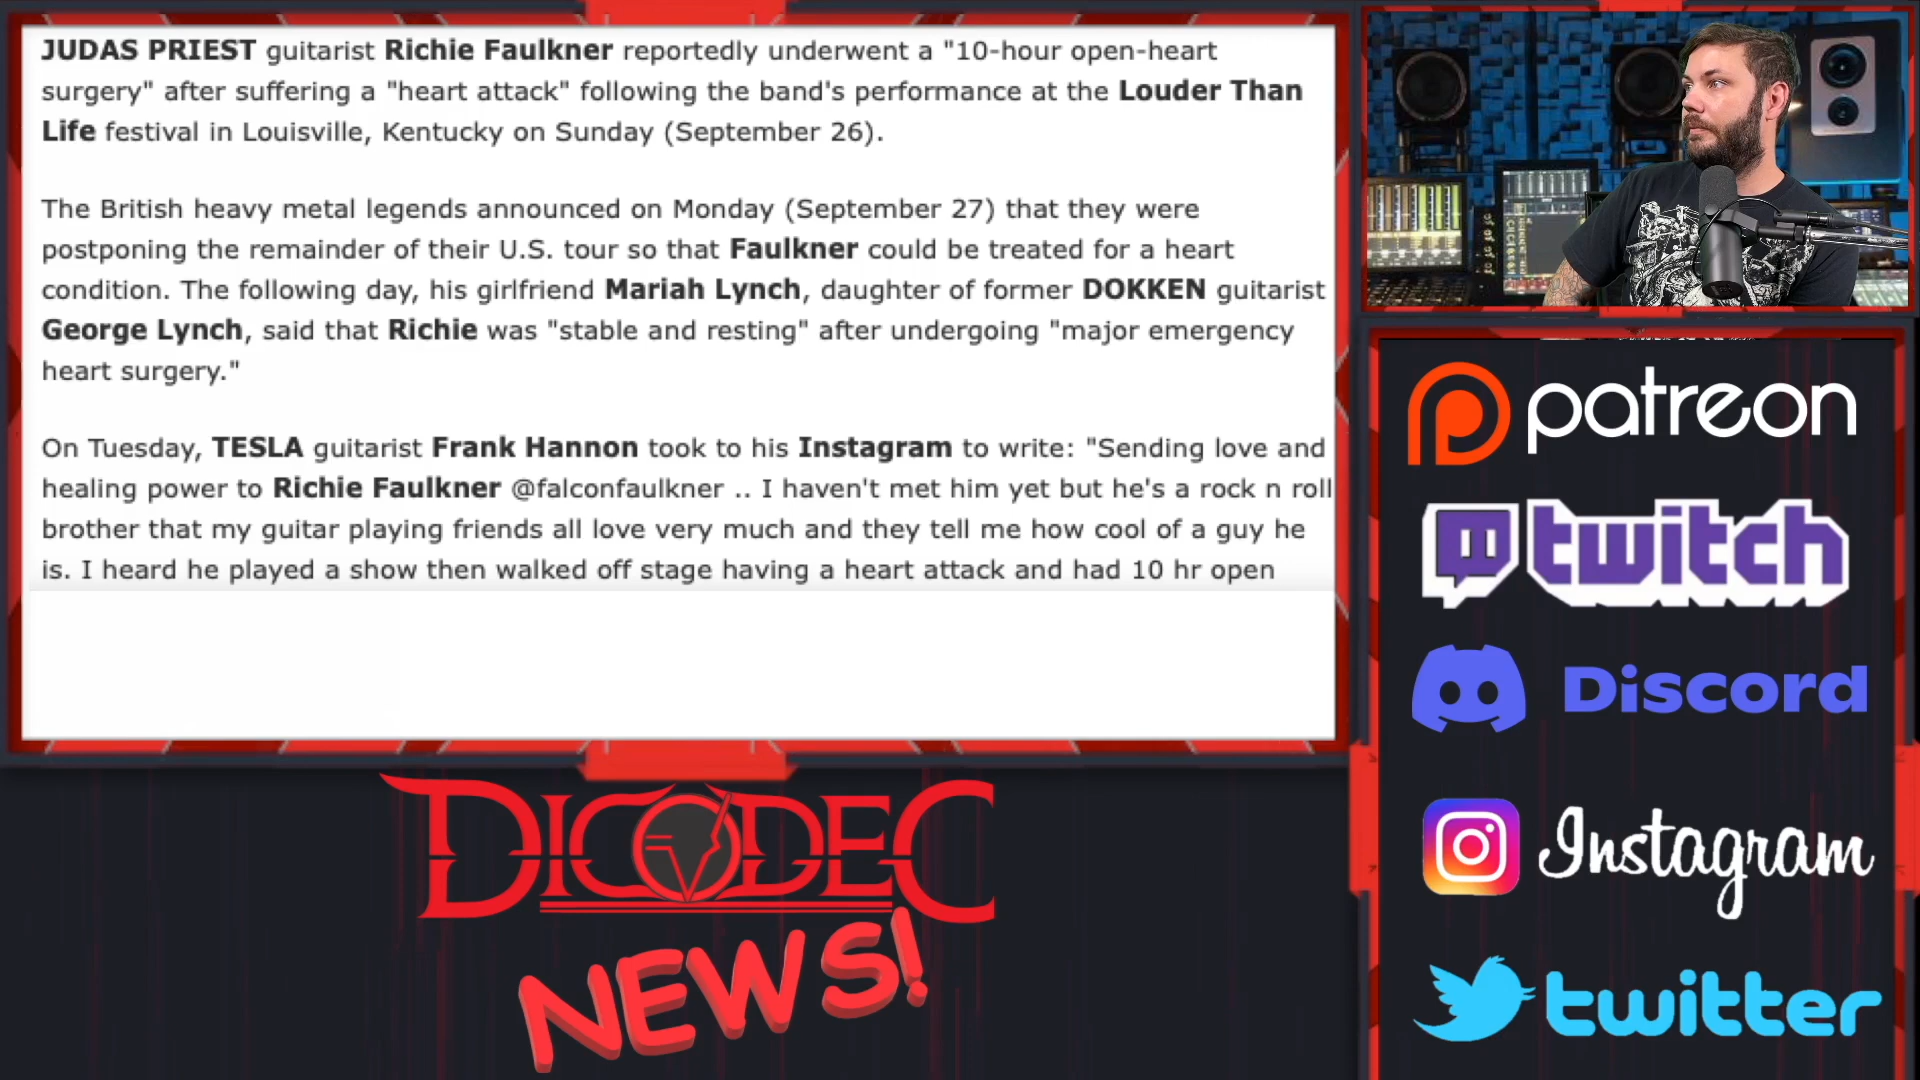 JUDAS PRIEST guitarist Richie Faulkner reportedly underwent a "10-hour open-heart
surgery" after suffering a "heart attack" following the band's performance at the Louder Than
Life festival in Louisville, Kentucky on Sunday (September 26).
The British heavy metal legends announced on Monday (September 27) that they were
postponing the remainder of their U.S. tour so that Faulkner could be treated for a heart
condition. The following day, his girlfriend Mariah Lynch, daughter of former DOKKEN guitarist
George Lynch, said that Richie was "stable and resting" after undergoing "major emergency
heart surgery."
On Tuesday, TESLA guitarist Frank Hannon took to his Instagram to write: "Sending love and
healing power to Richie Faulkner @falconfaulkner .. I haven't met him yet but he's a rock n roll
brother that my guitar playing friends all love very much and they tell me how cool of a guy he
is. I heard he played a show then walked off stage having a heart attack and had 10 hr open
DICODEC
NEWS!
patreon
twitch
Discord
Instagram
twitter